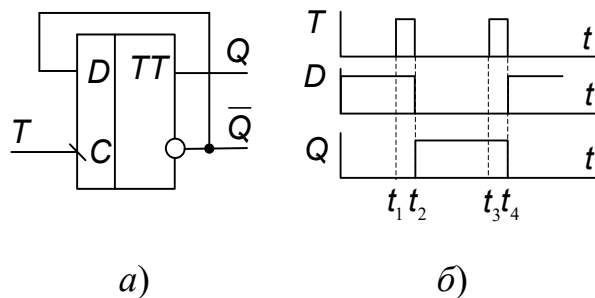 D TT Q
Q
T C
T t
D t
Q t
t1 t2 t3 t4
а) б)